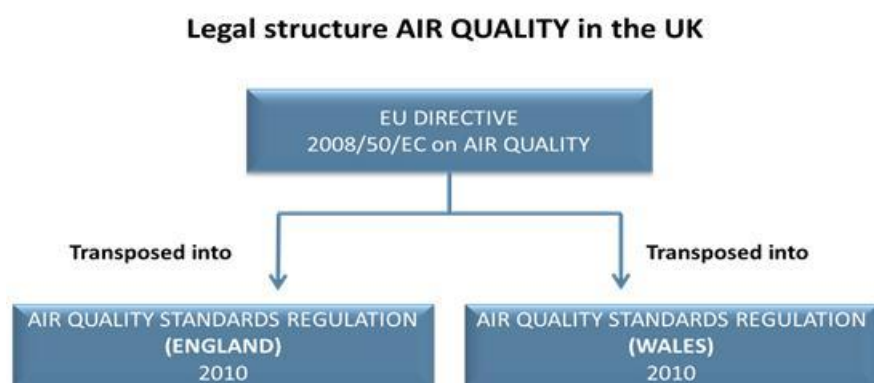 Legal structure AIR QUALITY in the UK
EU DIRECTIVE
2008/50/EC on AIR QUALITY
Transposed into
Transposed into
AIR QUALITY STANDARDS REGULATION
(ENGLAND)
2010
AIR QUALITY STANDARDS REGULATION
(WALES)
2010